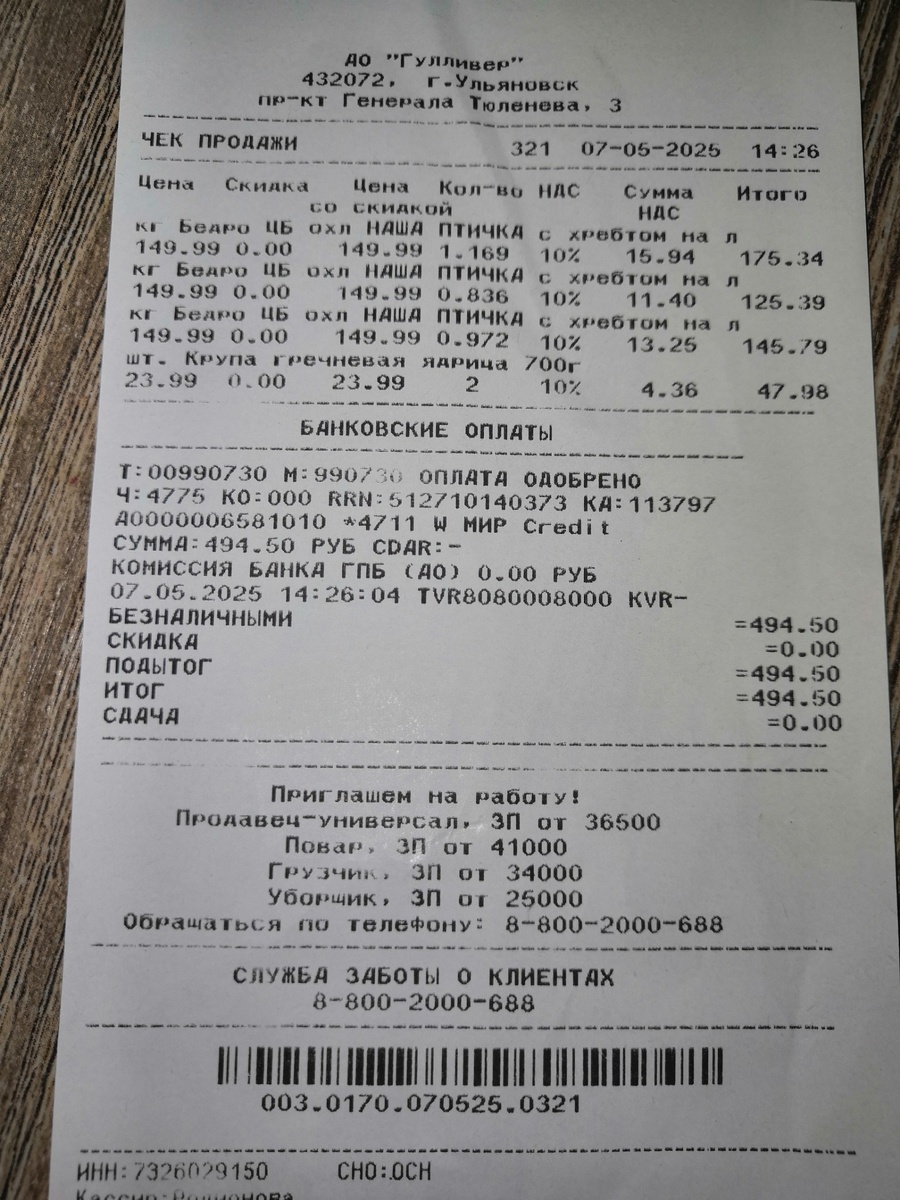 АО "Гулливер"
432072, г.Ульяновск
пр-кт Генерала Тюленева, 3
ЧЕК ПРОДАЖИ 321 07-05-2025 14:26
Цена Скидка Цена Кол-во НДС Сумма Итого
со скидкой НДС
кг Бедро ЦБ охл НАША ПТИЧКА с хребтом на л
149.99 0.00 149.99 1.169 10% 15.94 175.34
кг Бедро ЦБ охл НАША ПТИЧКА с хребтом на л
149.99 0.00 149.99 0.836 10% 11.40 125.39
кг Бедро ЦБ охл НАША ПТИЧКА с хребтом на л
149.99 0.00 149.99 0.972 10% 13.25 145.79
шт. Крупа гречневая ядрица 700г
23.99 0.00 23.99 2 10% 4.36 47.98
БАНКОВСКИЕ ОПЛАТЫ
Т:00990730 М:990730 ОПЛАТА ОДОБРЕНО
Ч:4775 КО:000 RRN:512710140373 КА:113797
A0000006581010 *4711 W МИР Credit
СУММА:494.50 РУБ CDAR:-
КОМИССИЯ БАНКА ГПБ (АО) 0.00 РУБ
07.05.2025 14:26:04 TVR8080008000 KVR-
БЕЗНАЛИЧНЫМИ =494.50
СКИДКА =0.00
ПОДЫТОГ =494.50
ИТОГ =494.50
СДАЧА =0.00
Приглашем на работу!
Продавец-универсал, ЗП от 36500
Повар, ЗП от 41000
Грузчик, ЗП от 34000
Уборщик, ЗП от 25000
Обращаться по телефону: 8-800-2000-688
СЛУЖБА ЗАБОТЫ О КЛИЕНТАХ
8-800-2000-688
003.0170.070525.0321
ИНН:7326029150 СНО:ОСН
Кассир:Родионова